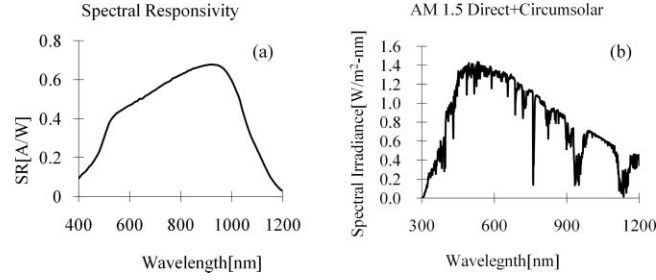 Spectral Responsivity
(a)
SR[A/W]
0.8
0.6
0.4
0.2
0
400 600 800 1000 1200
Wavelength[nm]
AM 1.5 Direct+Circumsolar
(b)
Spectral Irradiance[W/m²-nm]
1.6
1.4
1.2
1.0
0.8
0.6
0.4
0.2
0.0
300 600 900 1200
Wavelegnth[nm]